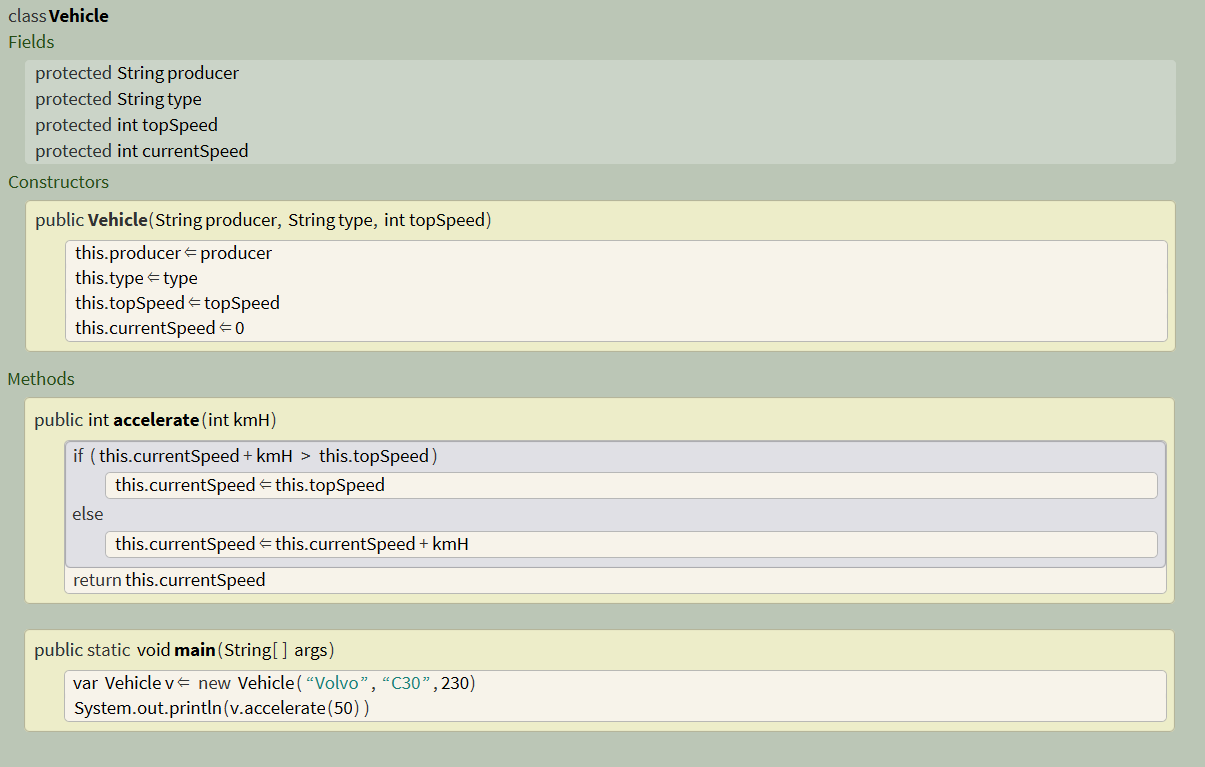 class Vehicle
Fields
protected String producer
protected String type
protected int topSpeed
protected int currentSpeed
Constructors
public Vehicle(String producer, String type, int topSpeed)
this.producer⇐producer
this.type⇐type
this.topSpeed⇐topSpeed
this.currentSpeed⇐0
Methods
public int accelerate(int kmH)
if (this.currentSpeed+kmH > this.topSpeed)
this.currentSpeed⇐this.topSpeed
else
this.currentSpeed⇐this.currentSpeed+kmH
return this.currentSpeed
public static void main(String[] args)
var Vehicle v⇐ new Vehicle(“Volvo”, “C30”,230)
System.out.println(v.accelerate(50))